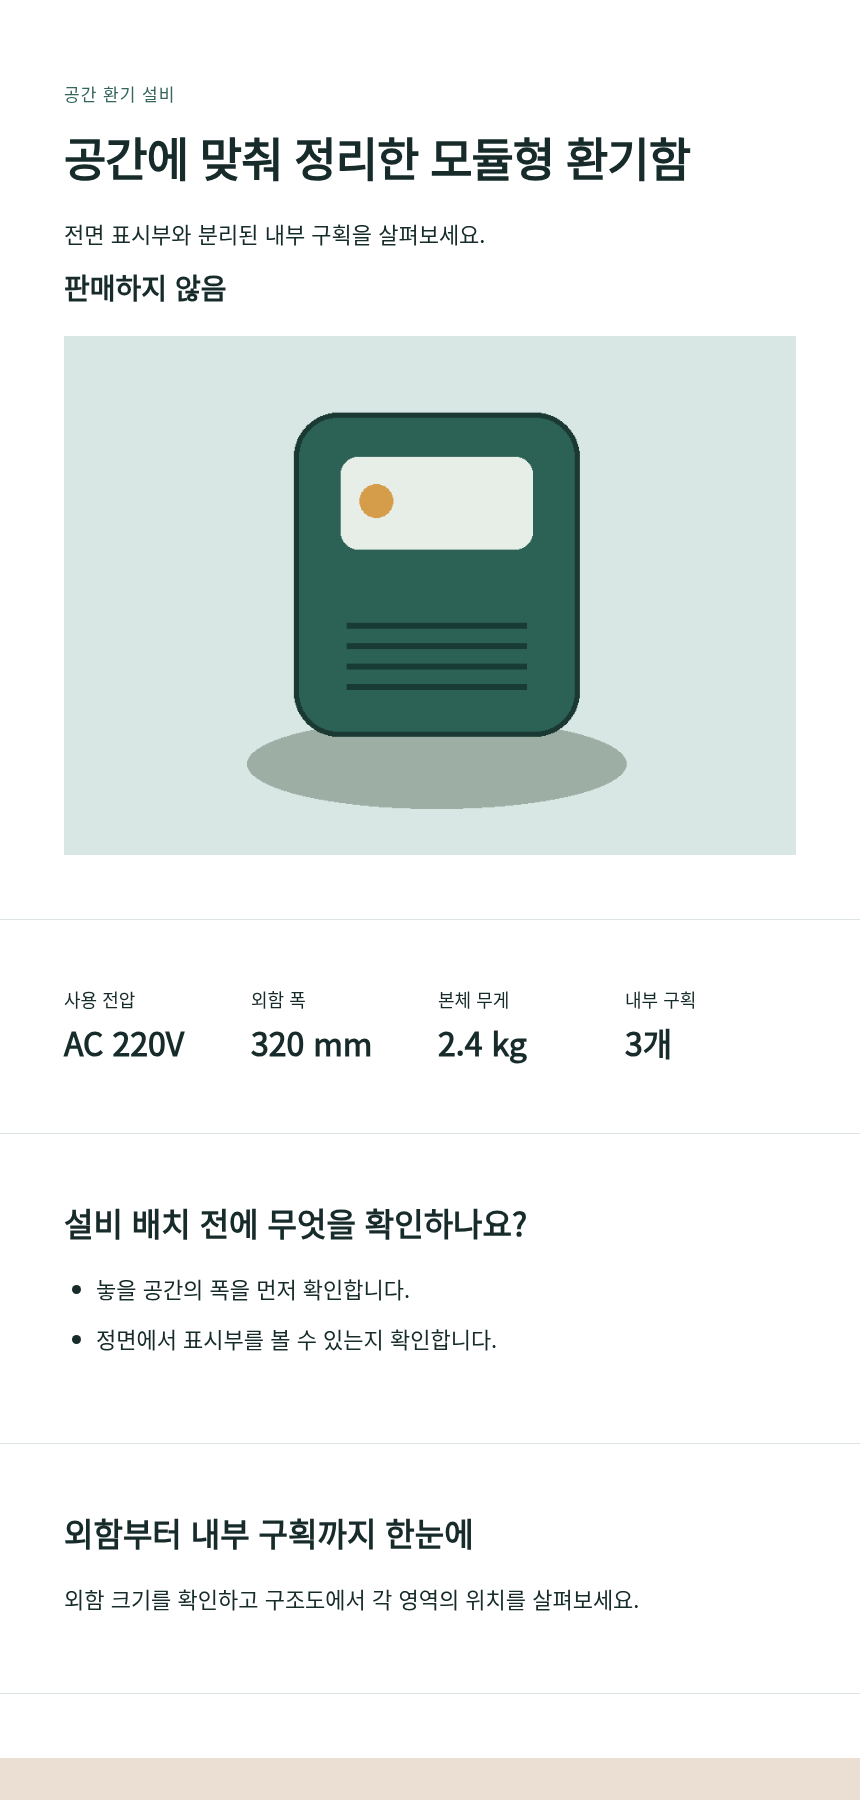 공간 환기 설비
공간에 맞춰 정리한 모듈형 환기함
전면 표시부와 분리된 내부 구획을 살펴보세요.
판매하지 않음
사용 전압
AC 220V
외함 폭
320 mm
본체 무게
2.4 kg
내부 구획
3개
설비 배치 전에 무엇을 확인하나요?
놓을 공간의 폭을 먼저 확인합니다.
정면에서 표시부를 볼 수 있는지 확인합니다.
외함부터 내부 구획까지 한눈에
외함 크기를 확인하고 구조도에서 각 영역의 위치를 살펴보세요.